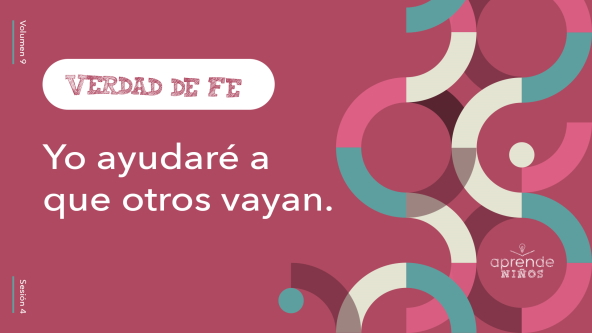 Volumen 9
VERDAD DE FE
Yo ayudaré a
que otros vayan.
Sesión 4
aprende
NIÑOS